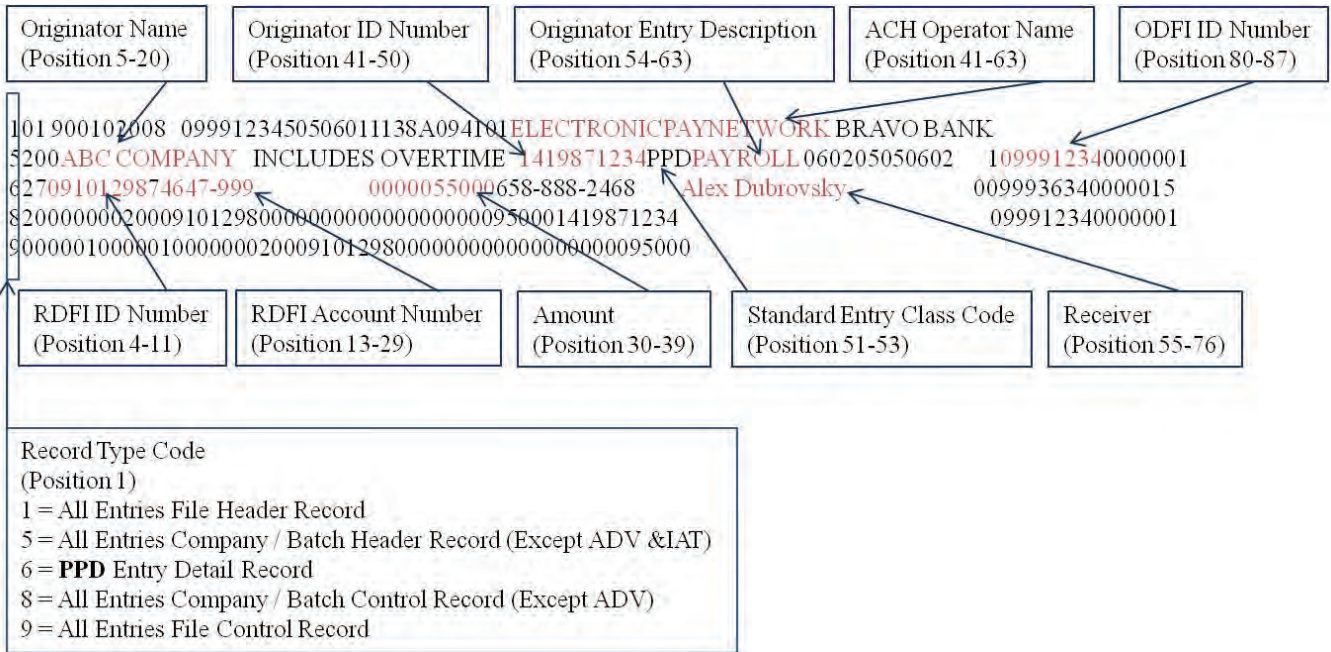 Originator Name
(Position 5-20)
Originator ID Number
(Position 41-50)
Originator Entry Description
(Position 54-63)
ACH Operator Name
(Position 41-63)
ODFI ID Number
(Position 80-87)
101 900102008 0999123450506011138A094101ELECTRONICPAYNETWORK BRAVO BANK
5200ABC COMPANY INCLUDES OVERTIME 1419871234PPDPAYROLL 060205050602 1099912340000001
6270910129874647-999 0000055000658-888-2468 Alex Dubrovsky 0099936340000015
82000000020009101298000000000000000000950001419871234 099912340000001
9000001000001000000020009101298000000000000000000095000
RDFI ID Number
(Position 4-11)
RDFI Account Number
(Position 13-29)
Amount
(Position 30-39)
Standard Entry Class Code
(Position 51-53)
Receiver
(Position 55-76)
Record Type Code
(Position 1)
1 = All Entries File Header Record
5 = All Entries Company / Batch Header Record (Except ADV &IAT)
6 = PPD Entry Detail Record
8 = All Entries Company / Batch Control Record (Except ADV)
9 = All Entries File Control Record